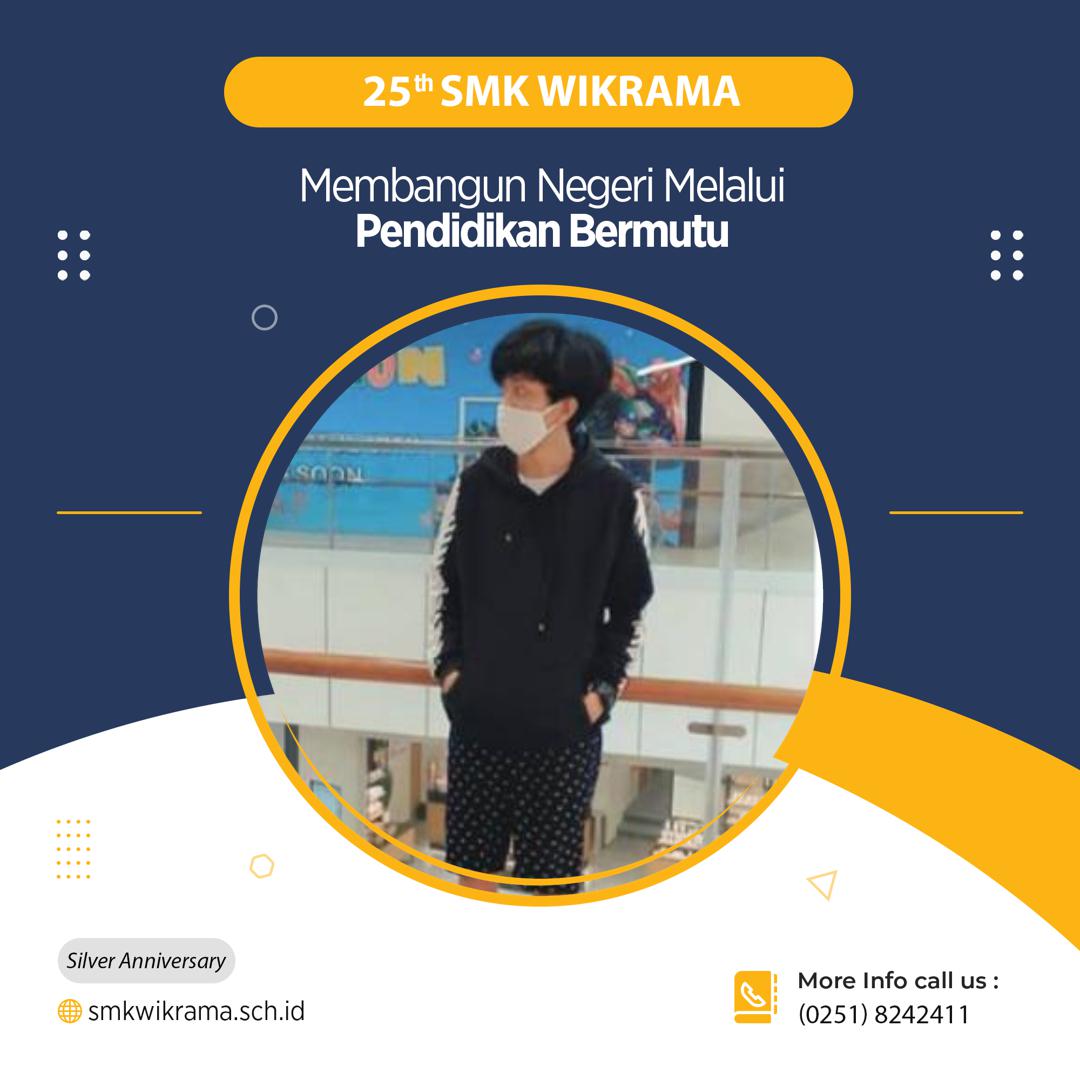 25th SMK WIKRAMA
Membangun Negeri Melalui
Pendidikan Bermutu
SOON
Silver Anniversary
smkwikrama.sch.id
More Info call us :
(0251) 8242411